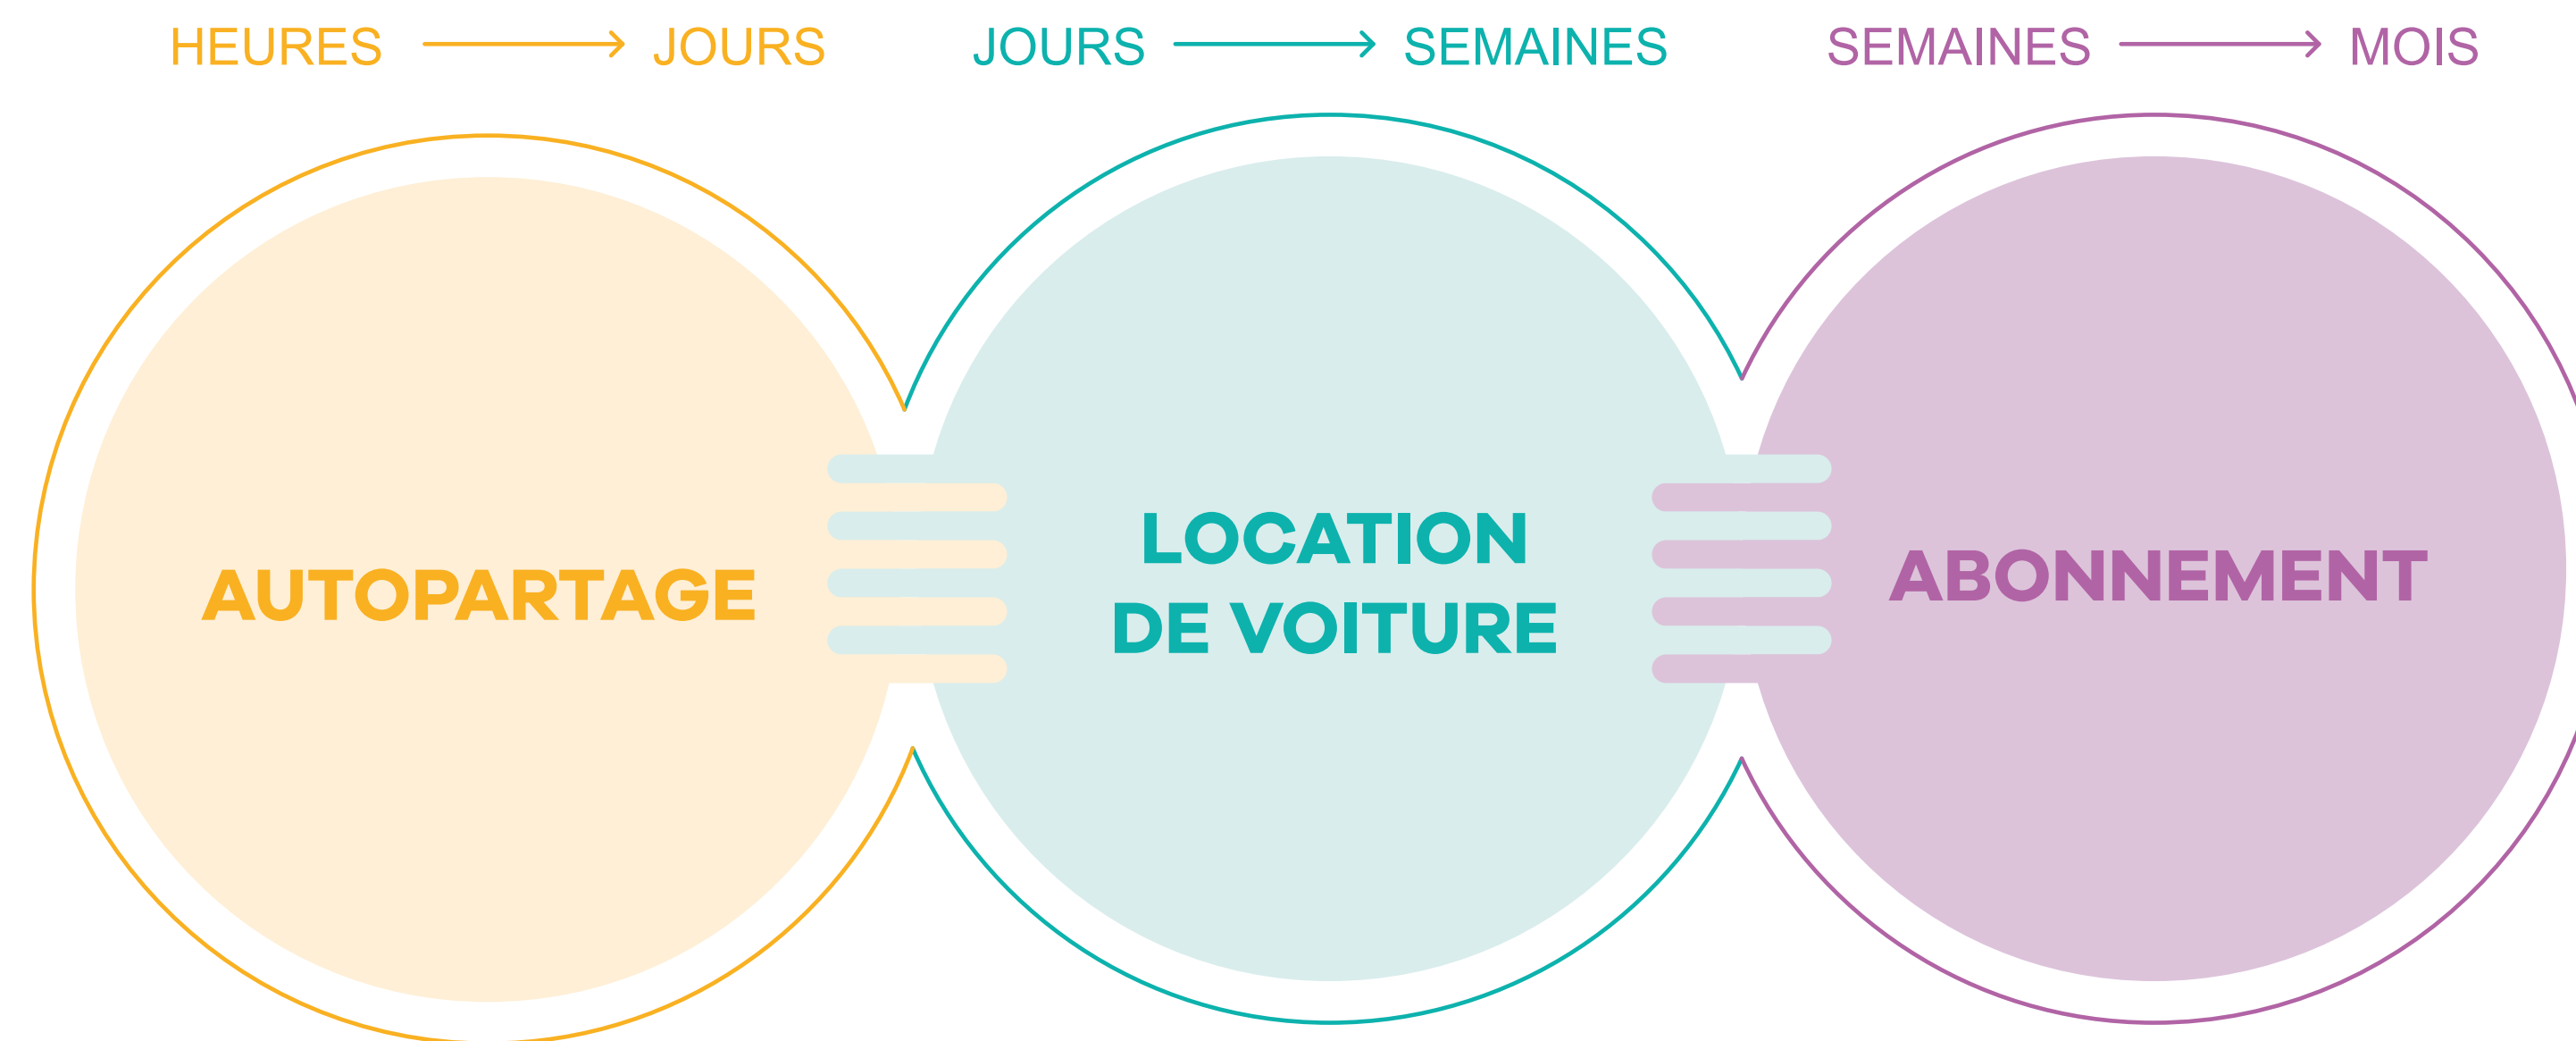 HEURES → JOURS
JOURS → SEMAINES
SEMAINES → MOIS
AUTOPARTAGE
LOCATION
DE VOITURE
ABONNEMENT